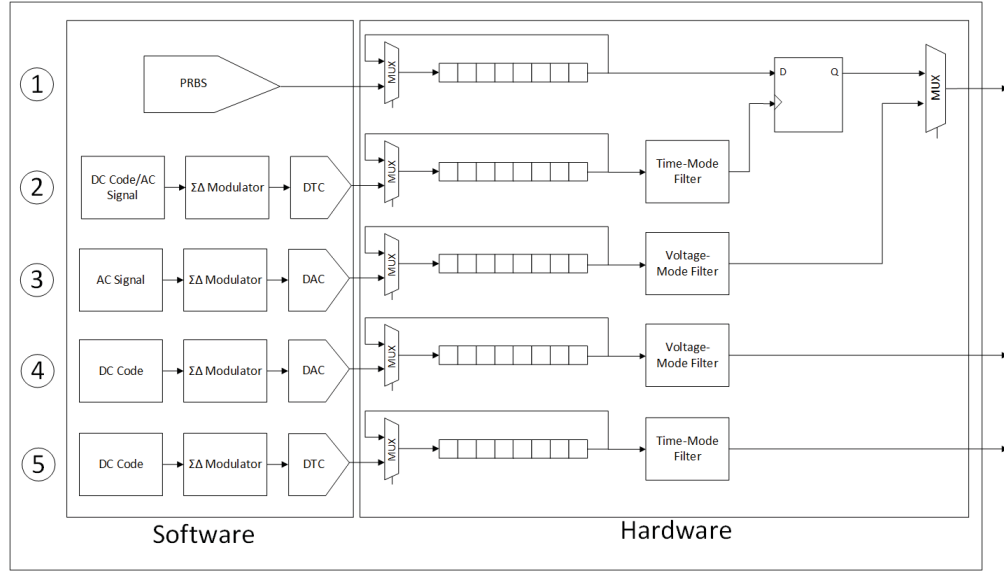 1
PRBS
MUX
D
Q
MUX
2
DC Code/AC
Signal
ΣΔ Modulator
DTC
MUX
Time-Mode
Filter
3
AC Signal
ΣΔ Modulator
DAC
MUX
Voltage-
Mode Filter
4
DC Code
ΣΔ Modulator
DAC
MUX
Voltage-
Mode Filter
5
DC Code
ΣΔ Modulator
DTC
MUX
Time-Mode
Filter
Software
Hardware